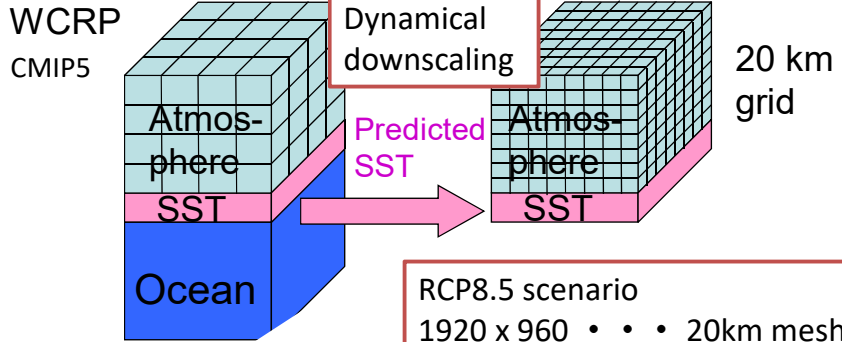 WCRP
CMIP5
Dynamical
downscaling
20 km
grid
Atmos-
phere
SST
Ocean
Predicted
SST
Atmos-
phere
SST
RCP8.5 scenario
1920 x 960 • • • 20km mesh